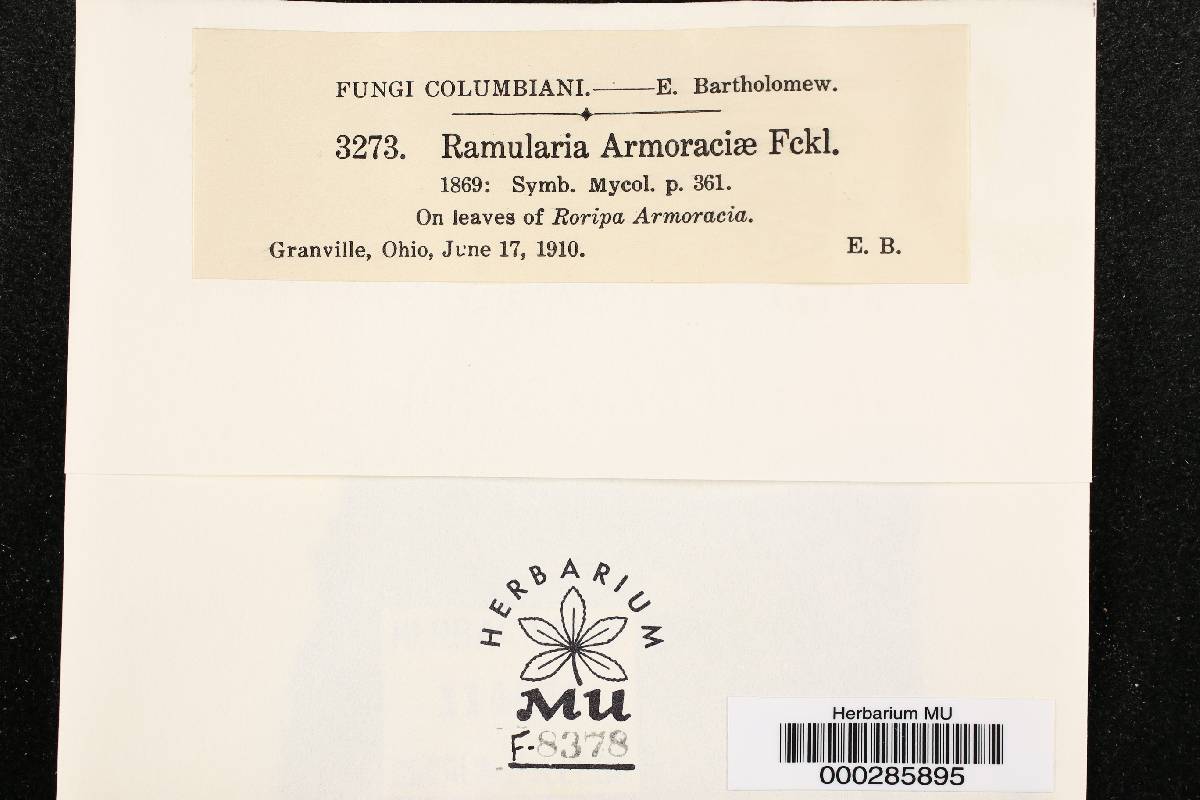 FUNGI COLUMBIANI.——E. Bartholomew.
3273. Ramularia Armoraciæ Fckl.
1869: Symb. Mycol. p. 361.
On leaves of Roripa Armoracia.
Granville, Ohio, June 17, 1910. E. B.
HERBARIUM
MU
F-8378
Herbarium MU
000285895